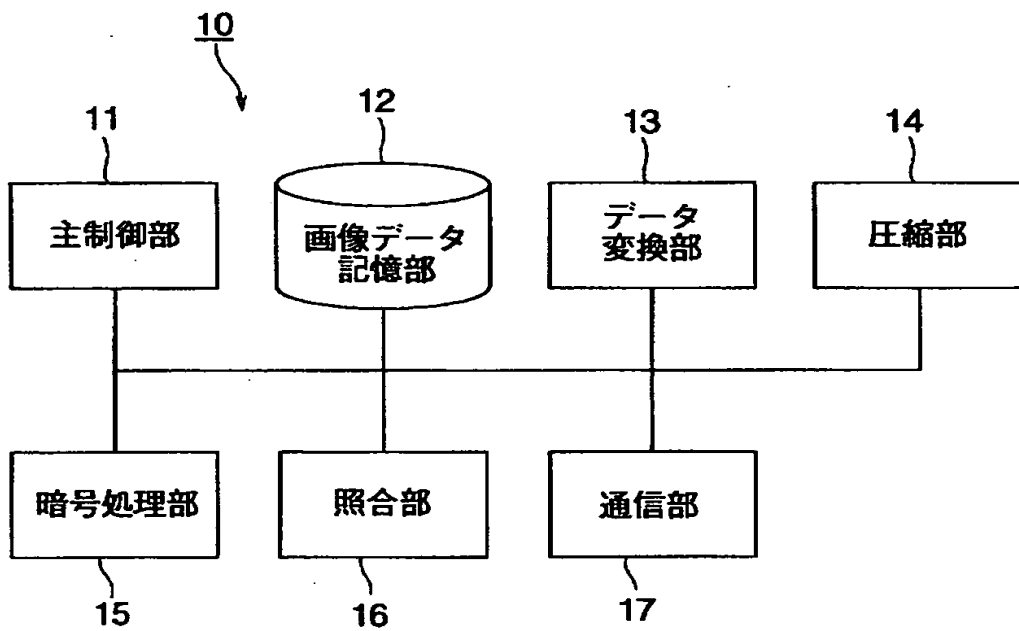 10
11
12
13
14
主制御部
画像データ
記憶部
データ
変換部
圧縮部
暗号処理部
照合部
通信部
15
16
17